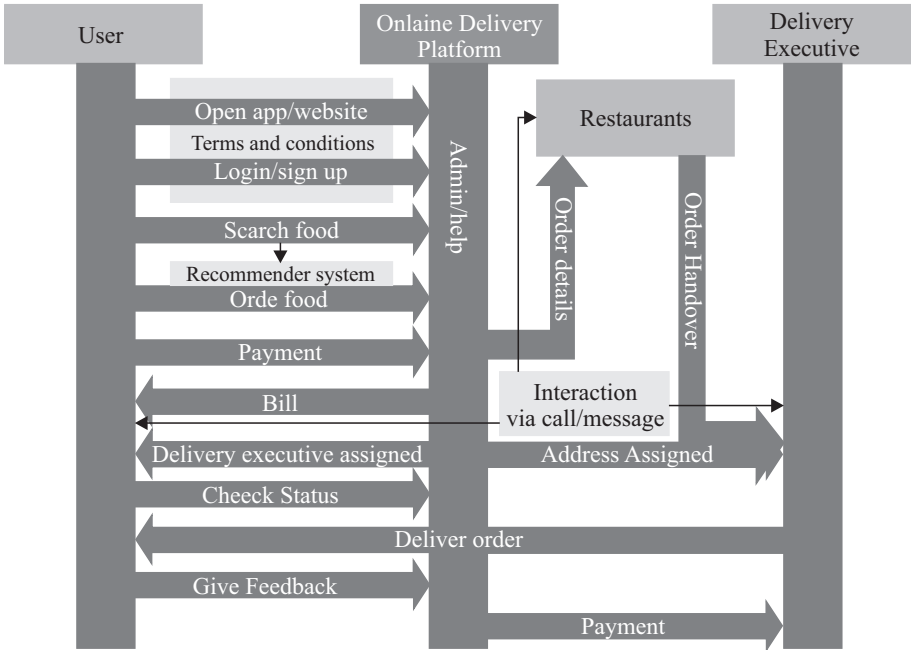 User
Onlaine Delivery
Platform
Delivery
Executive
Open app/website
Restaurants
Terms and conditions
Login/sign up
Admin/help
Order details
Order Handover
Scarch food
Recommender system
Orde food
Payment
Interaction
via call/message
Bill
Delivery executive assigned
Address Assigned
Cheeck Status
Deliver order
Give Feedback
Payment